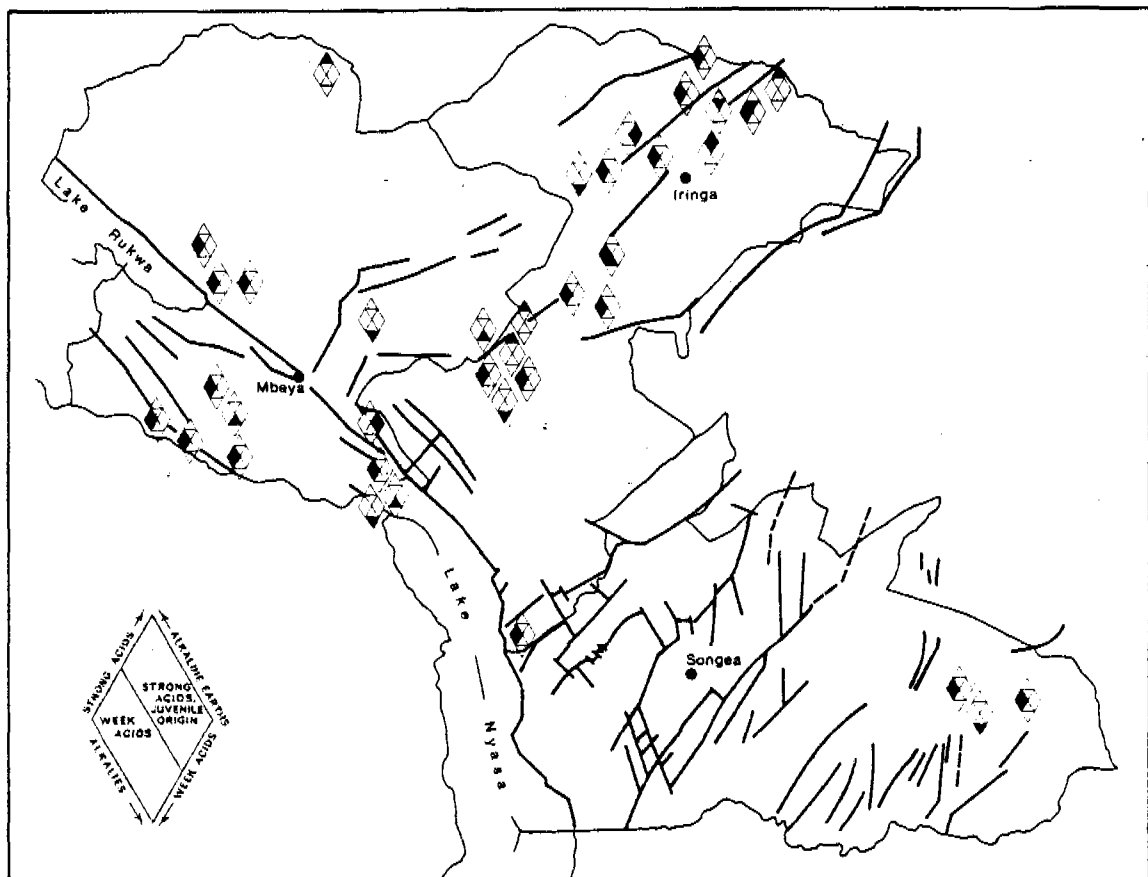 Iringa
Lake Rukwa
Mbeya
Lake Nyasa
Songea
STRONG ACIDS
ALKALINE EARTHS
STRONG
ACIDS,
JUVENILE
ORIGIN
WEEK
ACIDS
ALKALIES
WEEK ACIDS